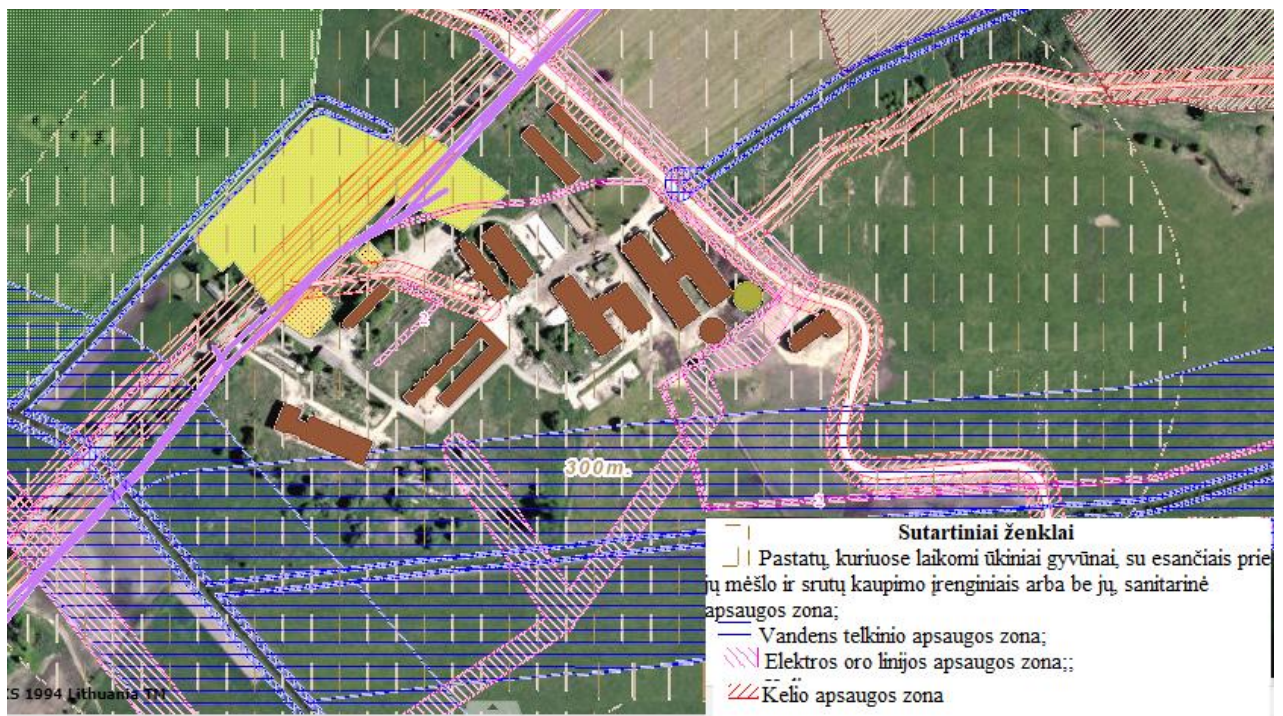 300m.
Sutartiniai ženklai
Pastatų, kuriuose laikomi ūkiniai gyvūnai, su esančiais prie
jų mėšlo ir srutų kaupimo įrenginiais arba be jų, sanitarinė
apsaugos zona;
Vandens telkinio apsaugos zona;
Elektros oro linijos apsaugos zona;;
Kelio apsaugos zona
KS 1994 Lithuania TM